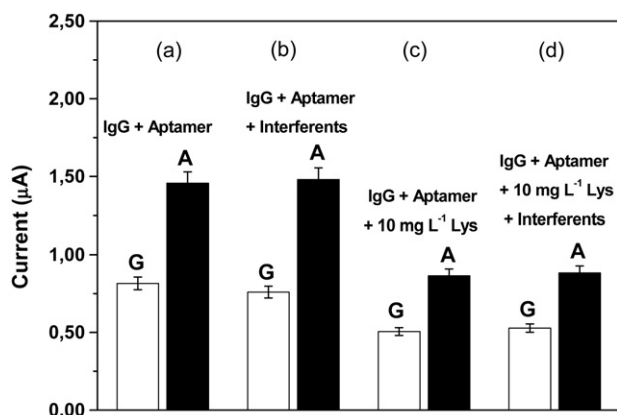 2,50
2,00
1,50
1,00
0,50
0,00
Current (μA)
(a)
IgG + Aptamer
G
A
(b)
IgG + Aptamer
+ Interferents
G
A
(c)
IgG + Aptamer
+ 10 mg L⁻¹ Lys
G
A
(d)
IgG + Aptamer
+ 10 mg L⁻¹ Lys
+ Interferents
G
A